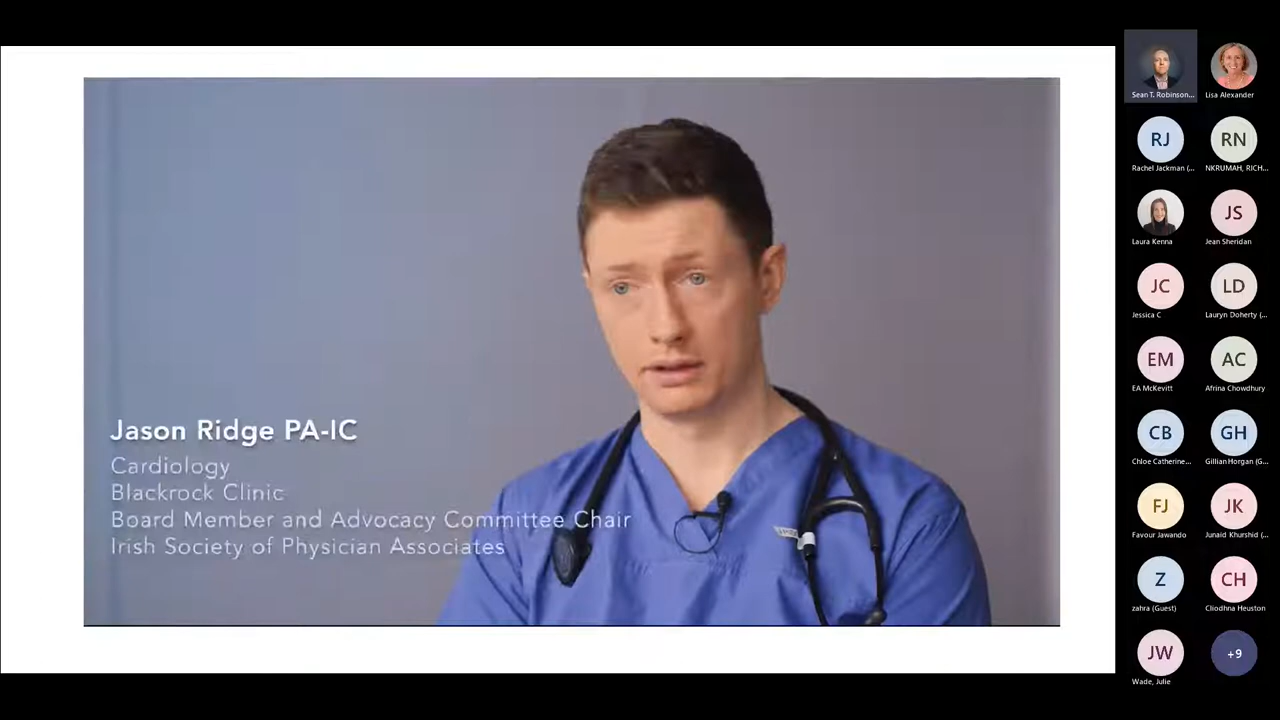 Jason Ridge PA-IC
Cardiology
Blackrock Clinic
Board Member and Advocacy Committee Chair
Irish Society of Physician Associates
Sean T. Robinson...
Lisa Alexander
RJ
RN
Rachel Jackman (...
NKRUMAH, RICH...
JS
Laura Kenna
Jean Sheridan
JC
LD
Jessica C
Lauryn Doherty (...
EM
AC
EA McKevitt
Afrina Chowdhury
CB
GH
Chloe Catherine...
Gillian Horgan (G...
FJ
JK
Favour Jawando
Junaid Khurshid (...
Z
CH
zahra (Guest)
Cliodhna Heuston
JW
+9
Wade, Julie